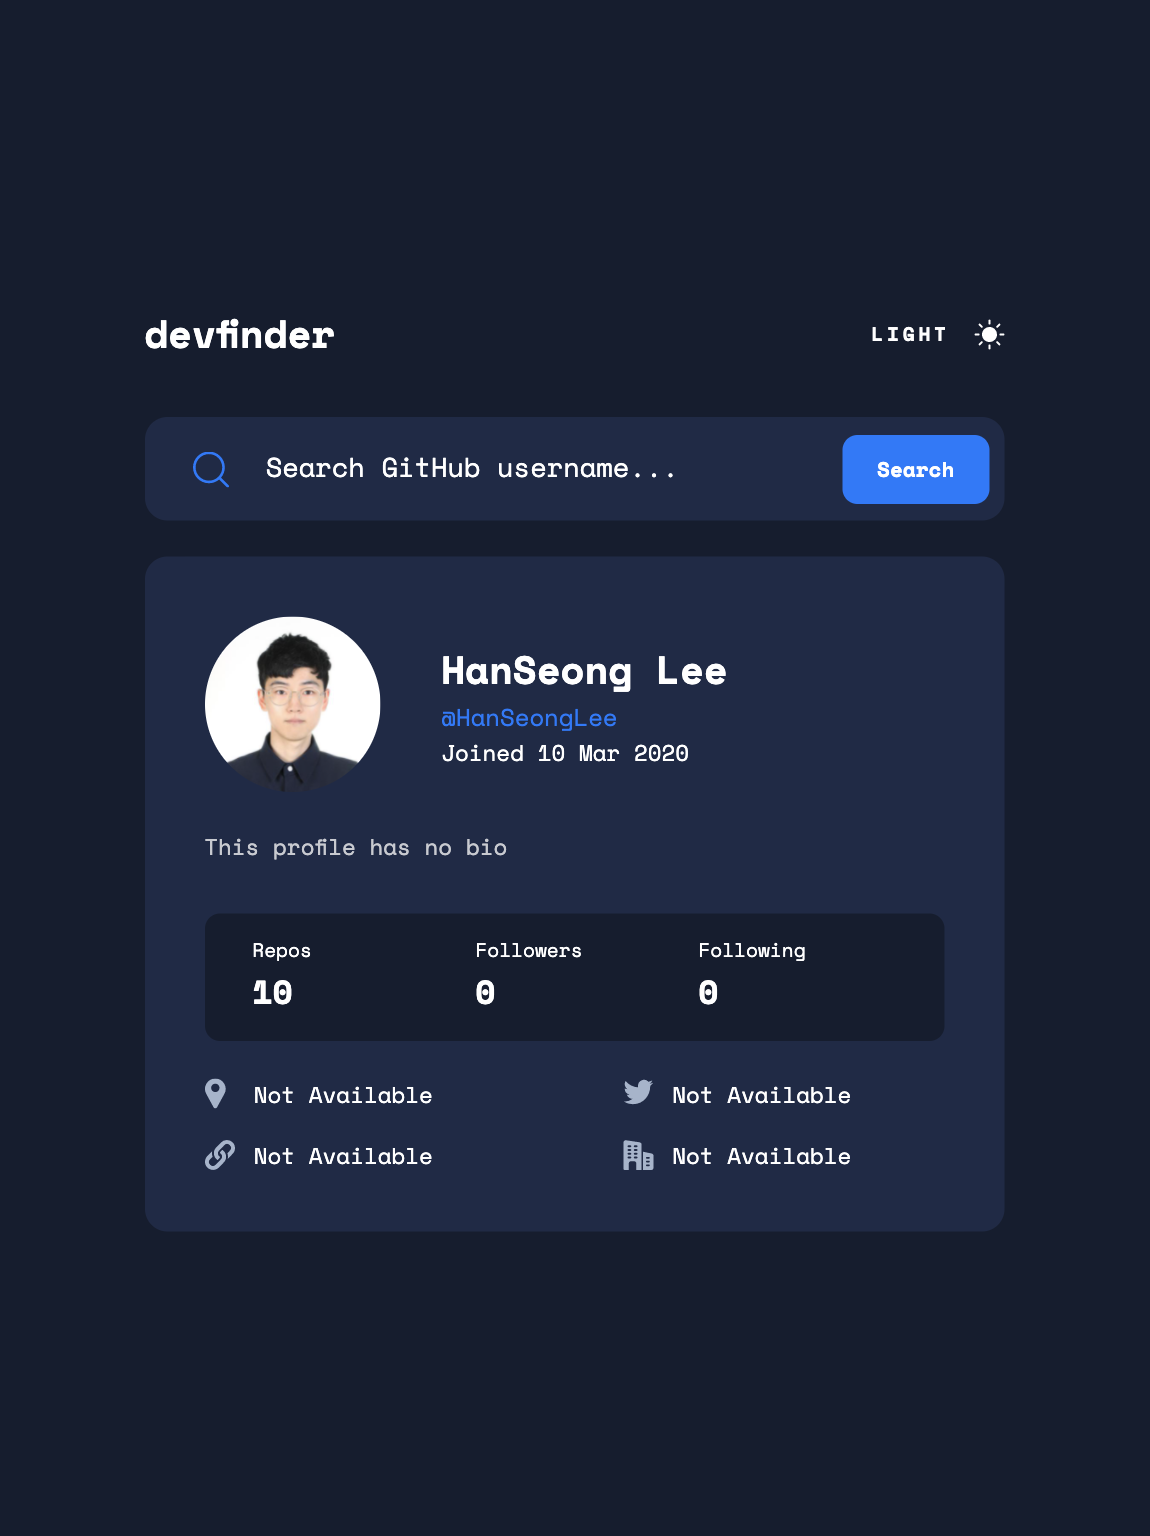 devfinder
LIGHT
Search GitHub username...
Search
HanSeong Lee
@HanSeongLee
Joined 10 Mar 2020
This profile has no bio
Repos Followers Following
10 0 0
Not Available Not Available
Not Available Not Available